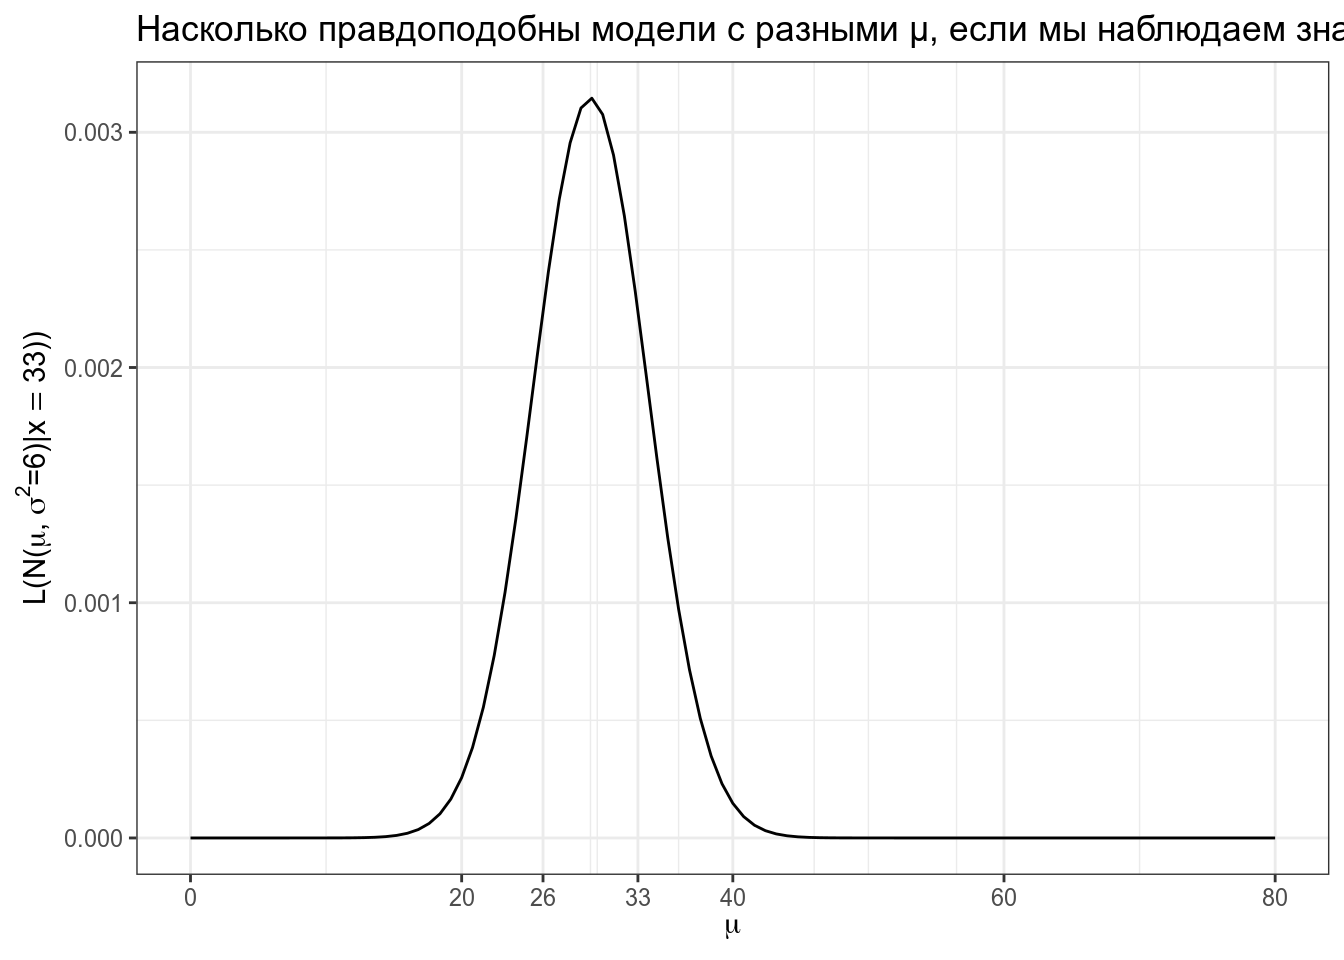 Насколько правдоподобны модели с разными μ, если мы наблюдаем зна
L(N(μ, σ²=6)|x = 33))
0.003
0.002
0.001
0.000
0 20 26 33 40 60 80
μ